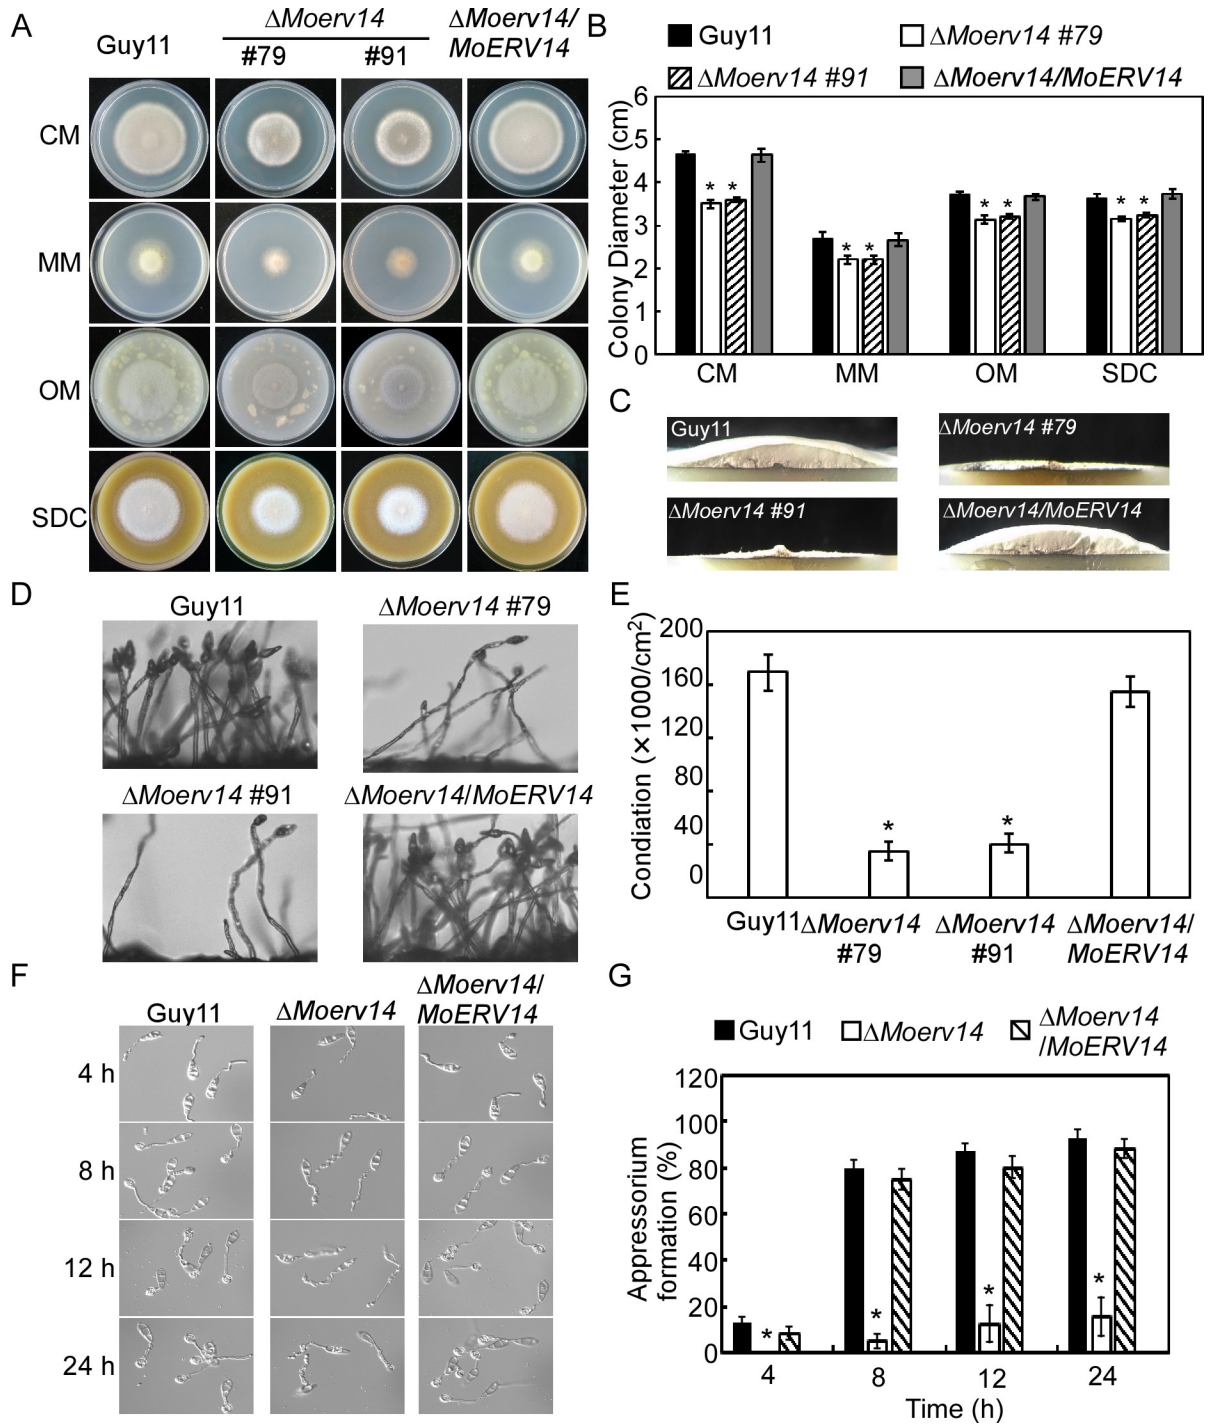 A
Guy11
ΔMoerv14
#79
#91
ΔMoerv14/
MoERV14
CM
MM
OM
SDC
B
Guy11
ΔMoerv14 #79
ΔMoerv14 #91
ΔMoerv14/MoERV14
Colony Diameter (cm)
6
5
4
3
2
1
0
* *
* *
* *
* *
CM
MM
OM
SDC
C
Guy11
ΔMoerv14 #79
ΔMoerv14 #91
ΔMoerv14/MoERV14
D
Guy11
ΔMoerv14 #79
ΔMoerv14 #91
ΔMoerv14/MoERV14
E
Condiation (×1000/cm²)
200
160
120
80
40
0
*
*
Guy11
ΔMoerv14
#79
ΔMoerv14
#91
ΔMoerv14/
MoERV14
F
Guy11
ΔMoerv14
ΔMoerv14/
MoERV14
4 h
8 h
12 h
24 h
G
Guy11
ΔMoerv14
ΔMoerv14
/MoERV14
Appressorium
formation (%)
120
100
80
60
40
20
0
*
*
*
*
4
8
12
24
Time (h)